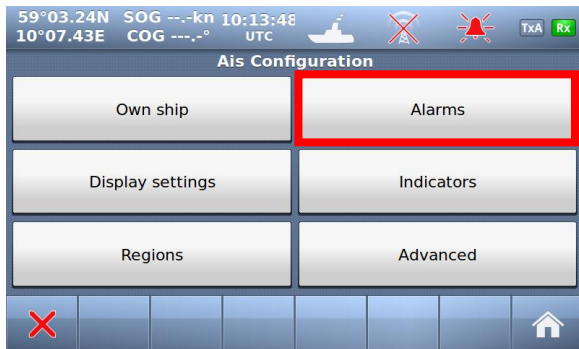 59°03.24N SOG --.-kn 10:13:48
10°07.43E COG ---.-° UTC
TxA Rx
Ais Configuration
Own ship Alarms
Display settings Indicators
Regions Advanced